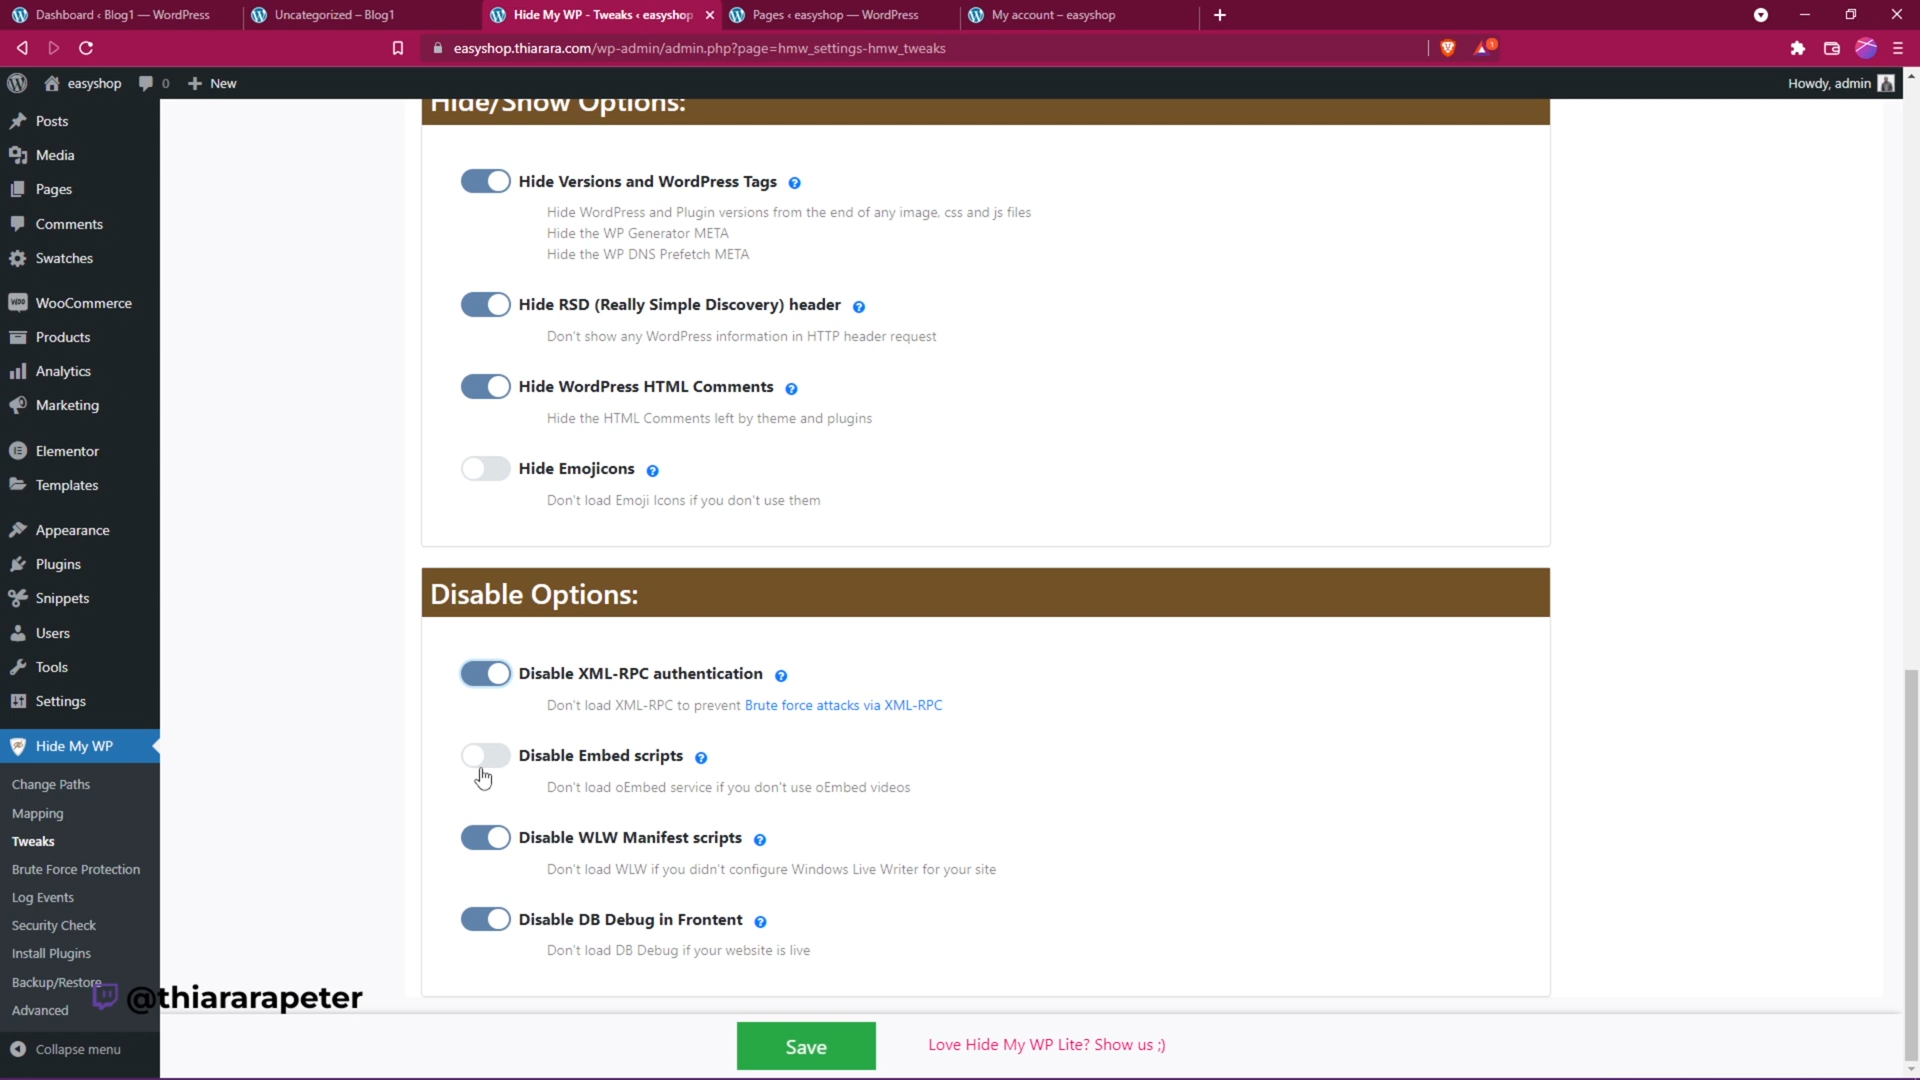 Dashboard ‹ Blog1 — WordPress
Uncategorized – Blog1
Hide My WP - Tweaks ‹ easyshop
Pages ‹ easyshop — WordPress
My account – easyshop
easyshop.thiarara.com/wp-admin/admin.php?page=hmw_settings-hmw_tweaks
1
easyshop
0
New
Howdy, admin
Posts
Media
Pages
Comments
Swatches
WooCommerce
Products
Analytics
Marketing
Elementor
Templates
Appearance
Plugins
Snippets
Users
Tools
Settings
Hide My WP
Change Paths
Mapping
Tweaks
Brute Force Protection
Log Events
Security Check
Install Plugins
Backup/Restore
Advanced
Collapse menu
@thiararapeter
Hide/Show Options:
Hide Versions and WordPress Tags ?
Hide WordPress and Plugin versions from the end of any image, css and js files
Hide the WP Generator META
Hide the WP DNS Prefetch META
Hide RSD (Really Simple Discovery) header ?
Don't show any WordPress information in HTTP header request
Hide WordPress HTML Comments ?
Hide the HTML Comments left by theme and plugins
Hide Emojicons ?
Don't load Emoji Icons if you don't use them
Disable Options:
Disable XML-RPC authentication ?
Don't load XML-RPC to prevent Brute force attacks via XML-RPC
Disable Embed scripts ?
Don't load oEmbed service if you don't use oEmbed videos
Disable WLW Manifest scripts ?
Don't load WLW if you didn't configure Windows Live Writer for your site
Disable DB Debug in Frontent ?
Don't load DB Debug if your website is live
Save
Love Hide My WP Lite? Show us ;)